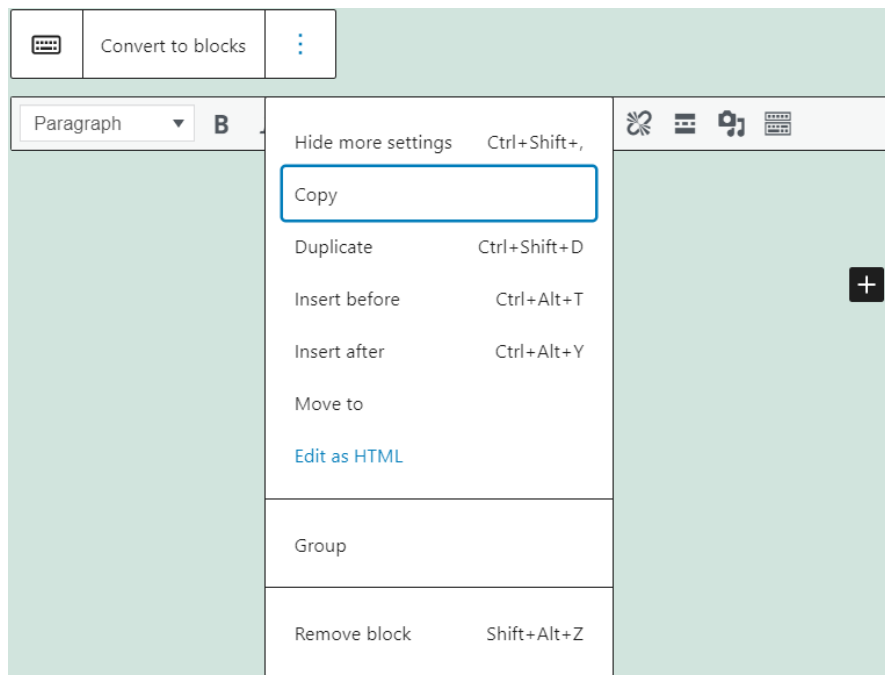 Convert to blocks
Paragraph B
Hide more settings Ctrl+Shift+,
Copy
Duplicate Ctrl+Shift+D
Insert before Ctrl+Alt+T
Insert after Ctrl+Alt+Y
Move to
Edit as HTML
Group
Remove block Shift+Alt+Z